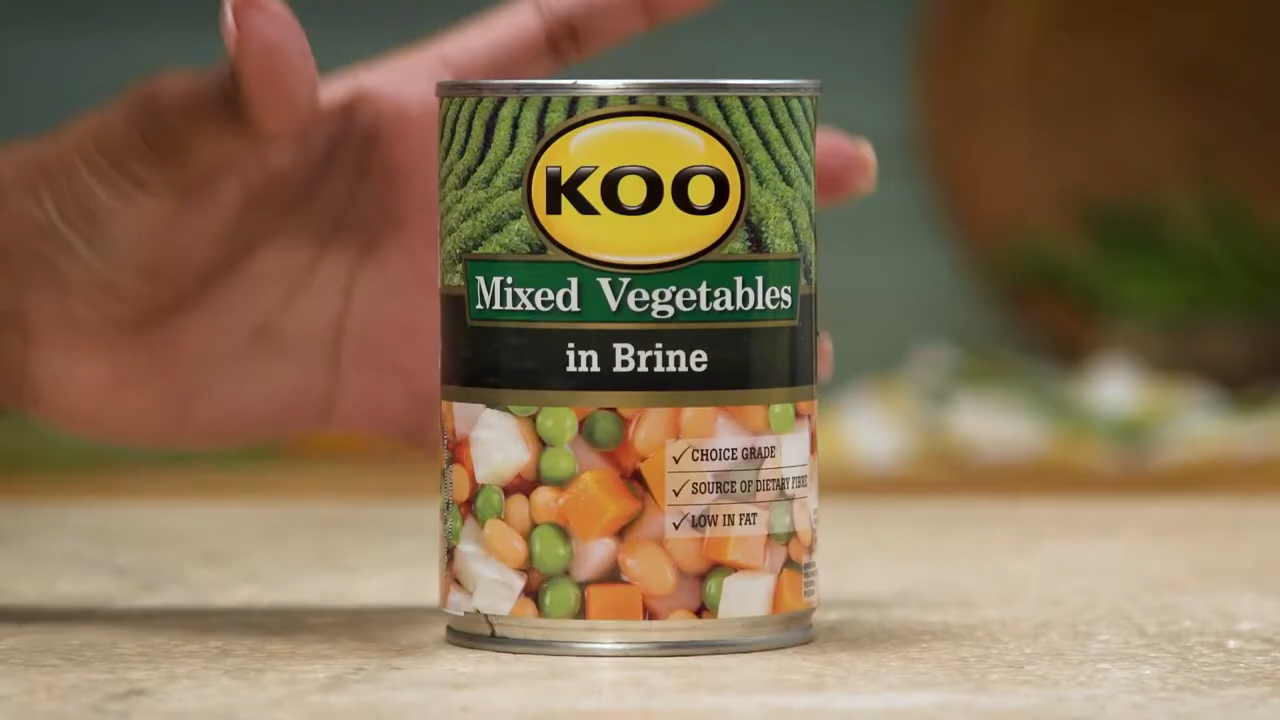 KOO
Mixed Vegetables
in Brine
CHOICE GRADE
SOURCE OF DIETARY FIBRE
LOW IN FAT